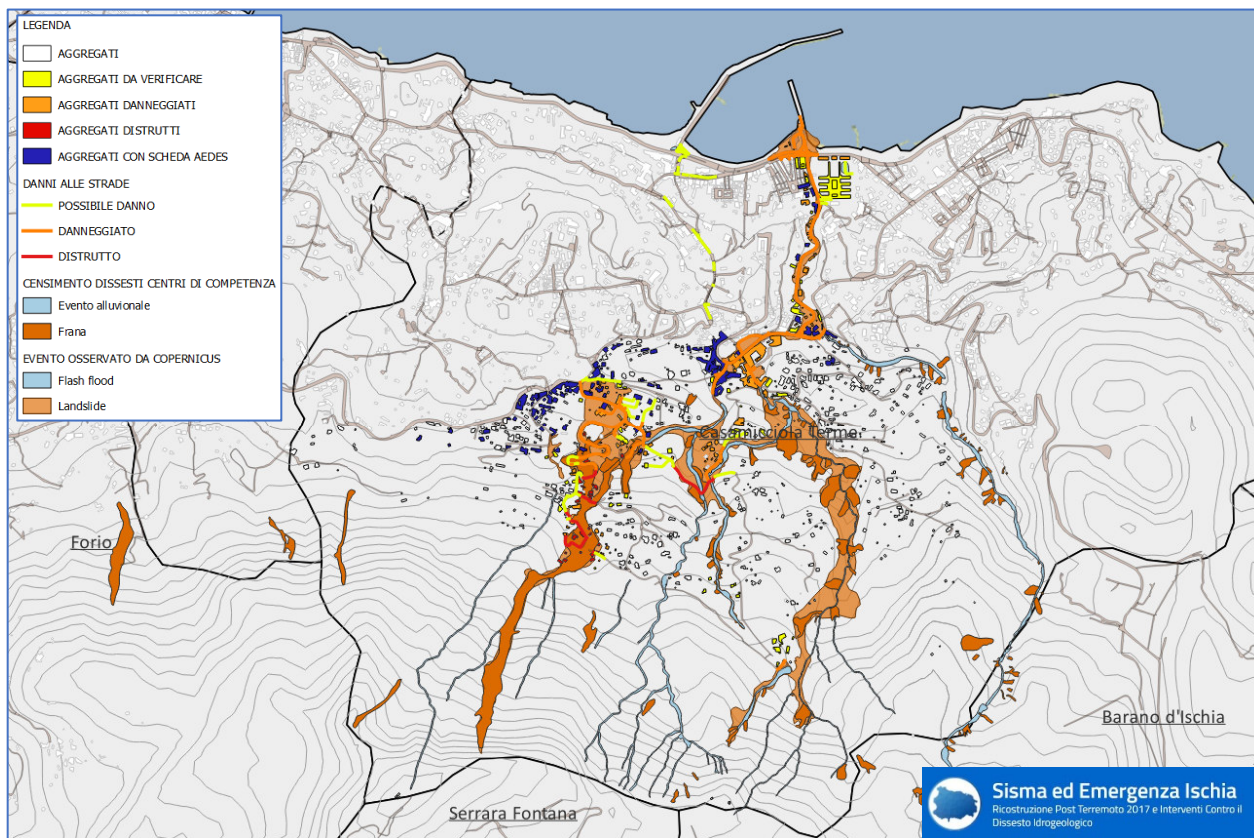 LEGENDA
AGGREGATI
AGGREGATI DA VERIFICARE
AGGREGATI DANNEGGIATI
AGGREGATI DISTRUTTI
AGGREGATI CON SCHEDA AEDES
DANNI ALLE STRADE
POSSIBILE DANNO
DANNEGGIATO
DISTRUTTO
CENSIMENTO DISSESTI CENTRI DI COMPETENZA
Evento alluvionale
Frana
EVENTO OSSERVATO DA COPERNICUS
Flash flood
Landslide
Casamicciola Terme
Forio
Barano d'Ischia
Serrara Fontana
Sisma ed Emergenza Ischia
Ricostruzione Post Terremoto 2017 e Interventi Contro il
Dissesto Idrogeologico